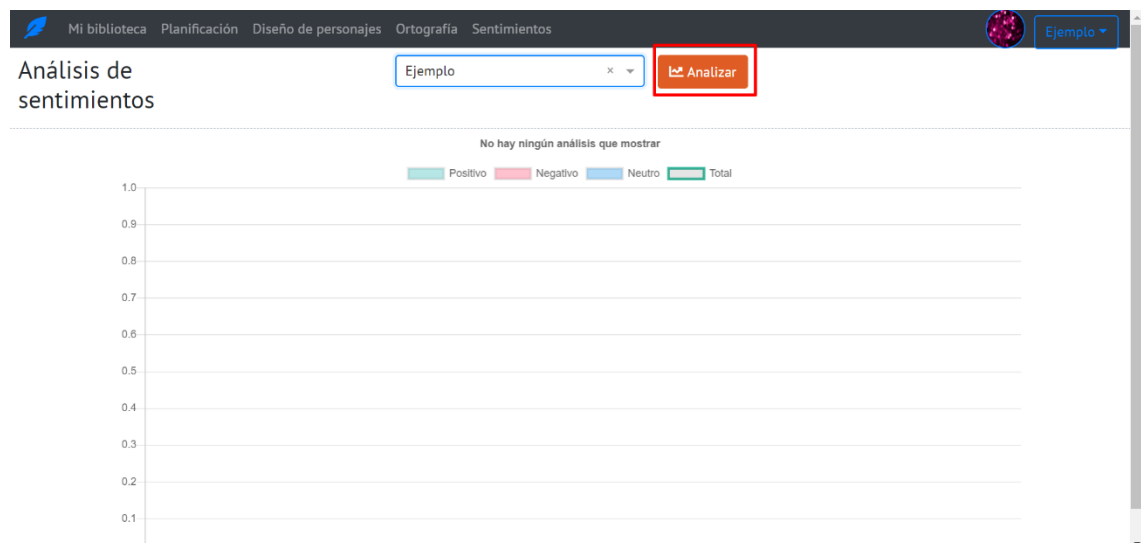 Mi biblioteca Planificación Diseño de personajes Ortografía Sentimientos Ejemplo
Análisis de
sentimientos
Ejemplo × Analizar
No hay ningún análisis que mostrar
Positivo Negativo Neutro Total
1.0
0.9
0.8
0.7
0.6
0.5
0.4
0.3
0.2
0.1